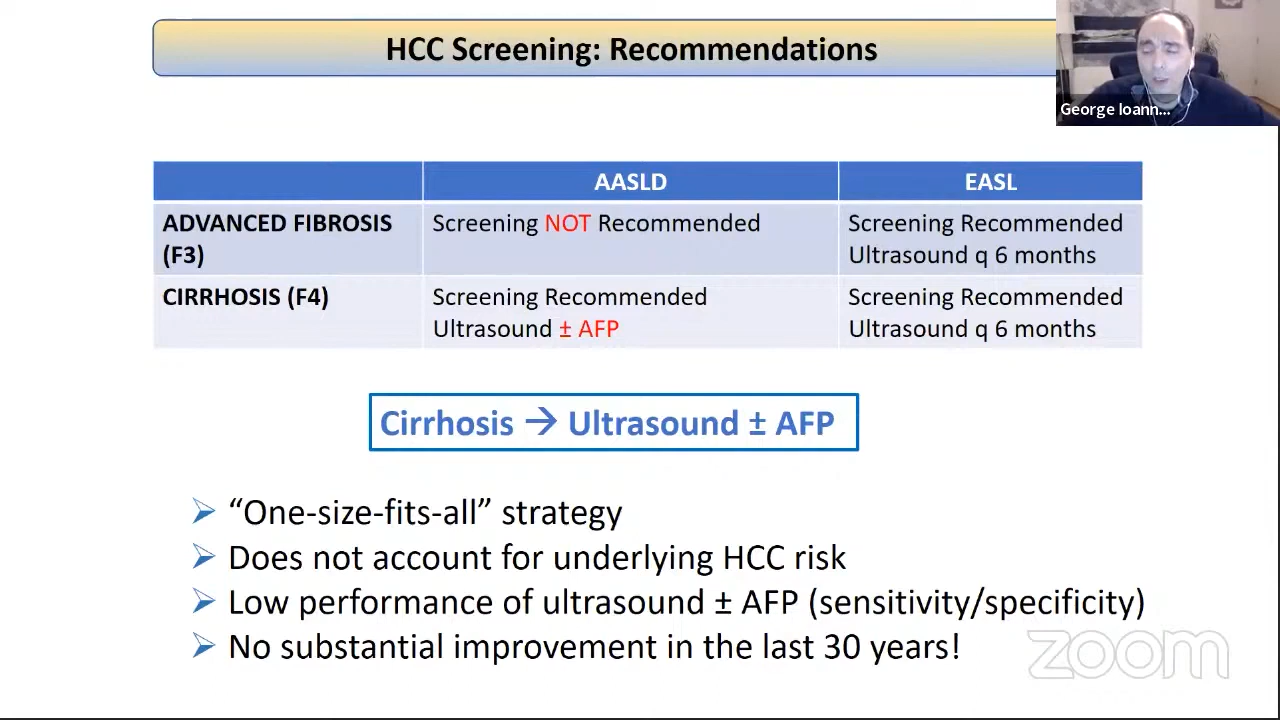 HCC Screening: Recommendations
George Ioann...
AASLD
EASL
ADVANCED FIBROSIS
(F3)
Screening NOT Recommended
Screening Recommended
Ultrasound q 6 months
CIRRHOSIS (F4)
Screening Recommended
Ultrasound ± AFP
Screening Recommended
Ultrasound q 6 months
Cirrhosis → Ultrasound ± AFP
➢ “One-size-fits-all” strategy
➢ Does not account for underlying HCC risk
➢ Low performance of ultrasound ± AFP (sensitivity/specificity)
➢ No substantial improvement in the last 30 years!
zoom